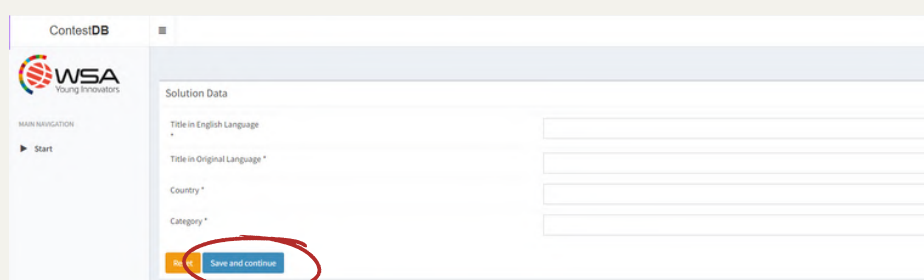 ContestDB
WSA
Young Innovators
MAIN NAVIGATION
Start
Solution Data
Title in English Language
*
Title in Original Language *
Country *
Category *
Reset Save and continue